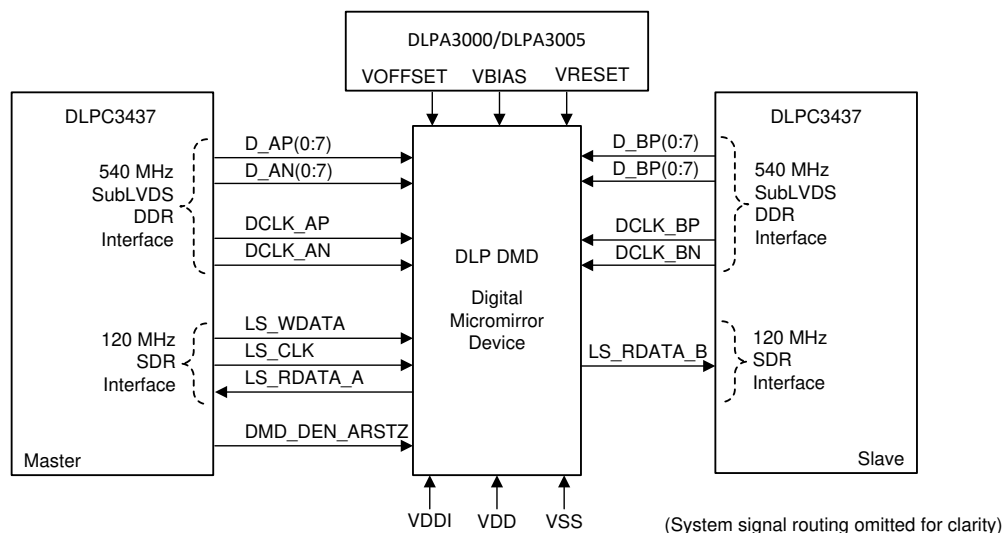 DLPA3000/DLPA3005
VOFFSET VBIAS VRESET
DLPC3437
540 MHz
SubLVDS
DDR
Interface
D_AP(0:7)
D_AN(0:7)
DCLK_AP
DCLK_AN
120 MHz
SDR
Interface
LS_WDATA
LS_CLK
LS_RDATA_A
DMD_DEN_ARSTZ
Master
DLP DMD
Digital
Micromirror
Device
VDDI VDD VSS
DLPC3437
D_BP(0:7)
D_BP(0:7)
DCLK_BP
DCLK_BN
540 MHz
SubLVDS
DDR
Interface
LS_RDATA_B
120 MHz
SDR
Interface
Slave
(System signal routing omitted for clarity)